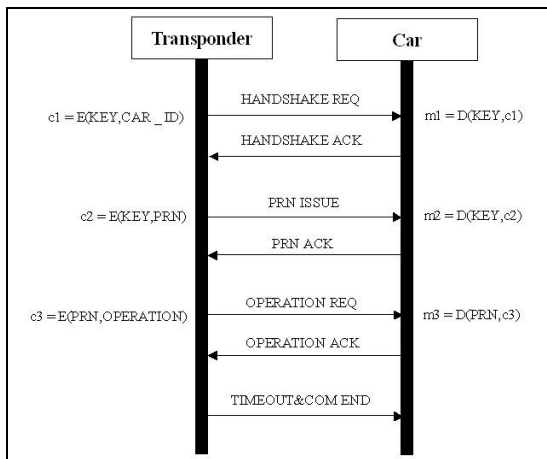 Transponder
Car
HANDSHAKE REQ
c1 = E(KEY,CAR _ ID)
m1 = D(KEY,c1)
HANDSHAKE ACK
PRN ISSUE
c2 = E(KEY,PRN)
m2 = D(KEY,c2)
PRN ACK
OPERATION REQ
c3 = E(PRN,OPERATION)
m3 = D(PRN,c3)
OPERATION ACK
TIMEOUT&COM END